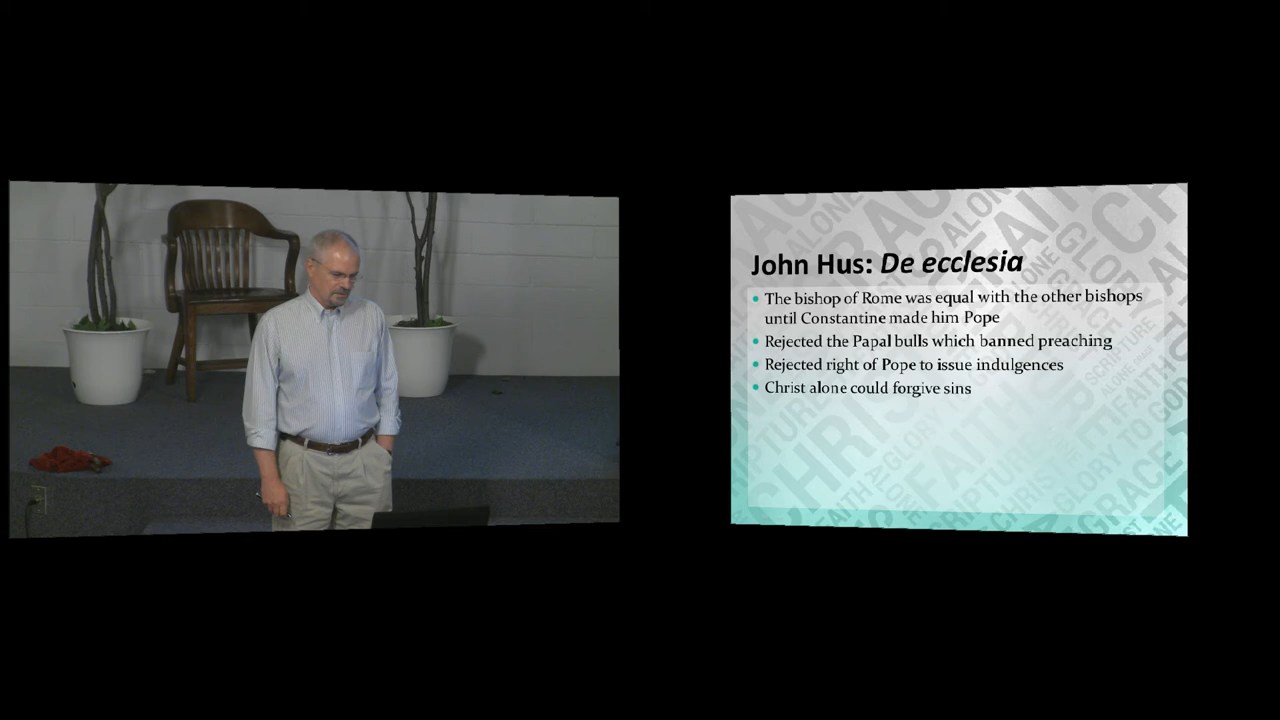 John Hus: De ecclesia
The bishop of Rome was equal with the other bishops
until Constantine made him Pope
Rejected the Papal bulls which banned preaching
Rejected right of Pope to issue indulgences
Christ alone could forgive sins